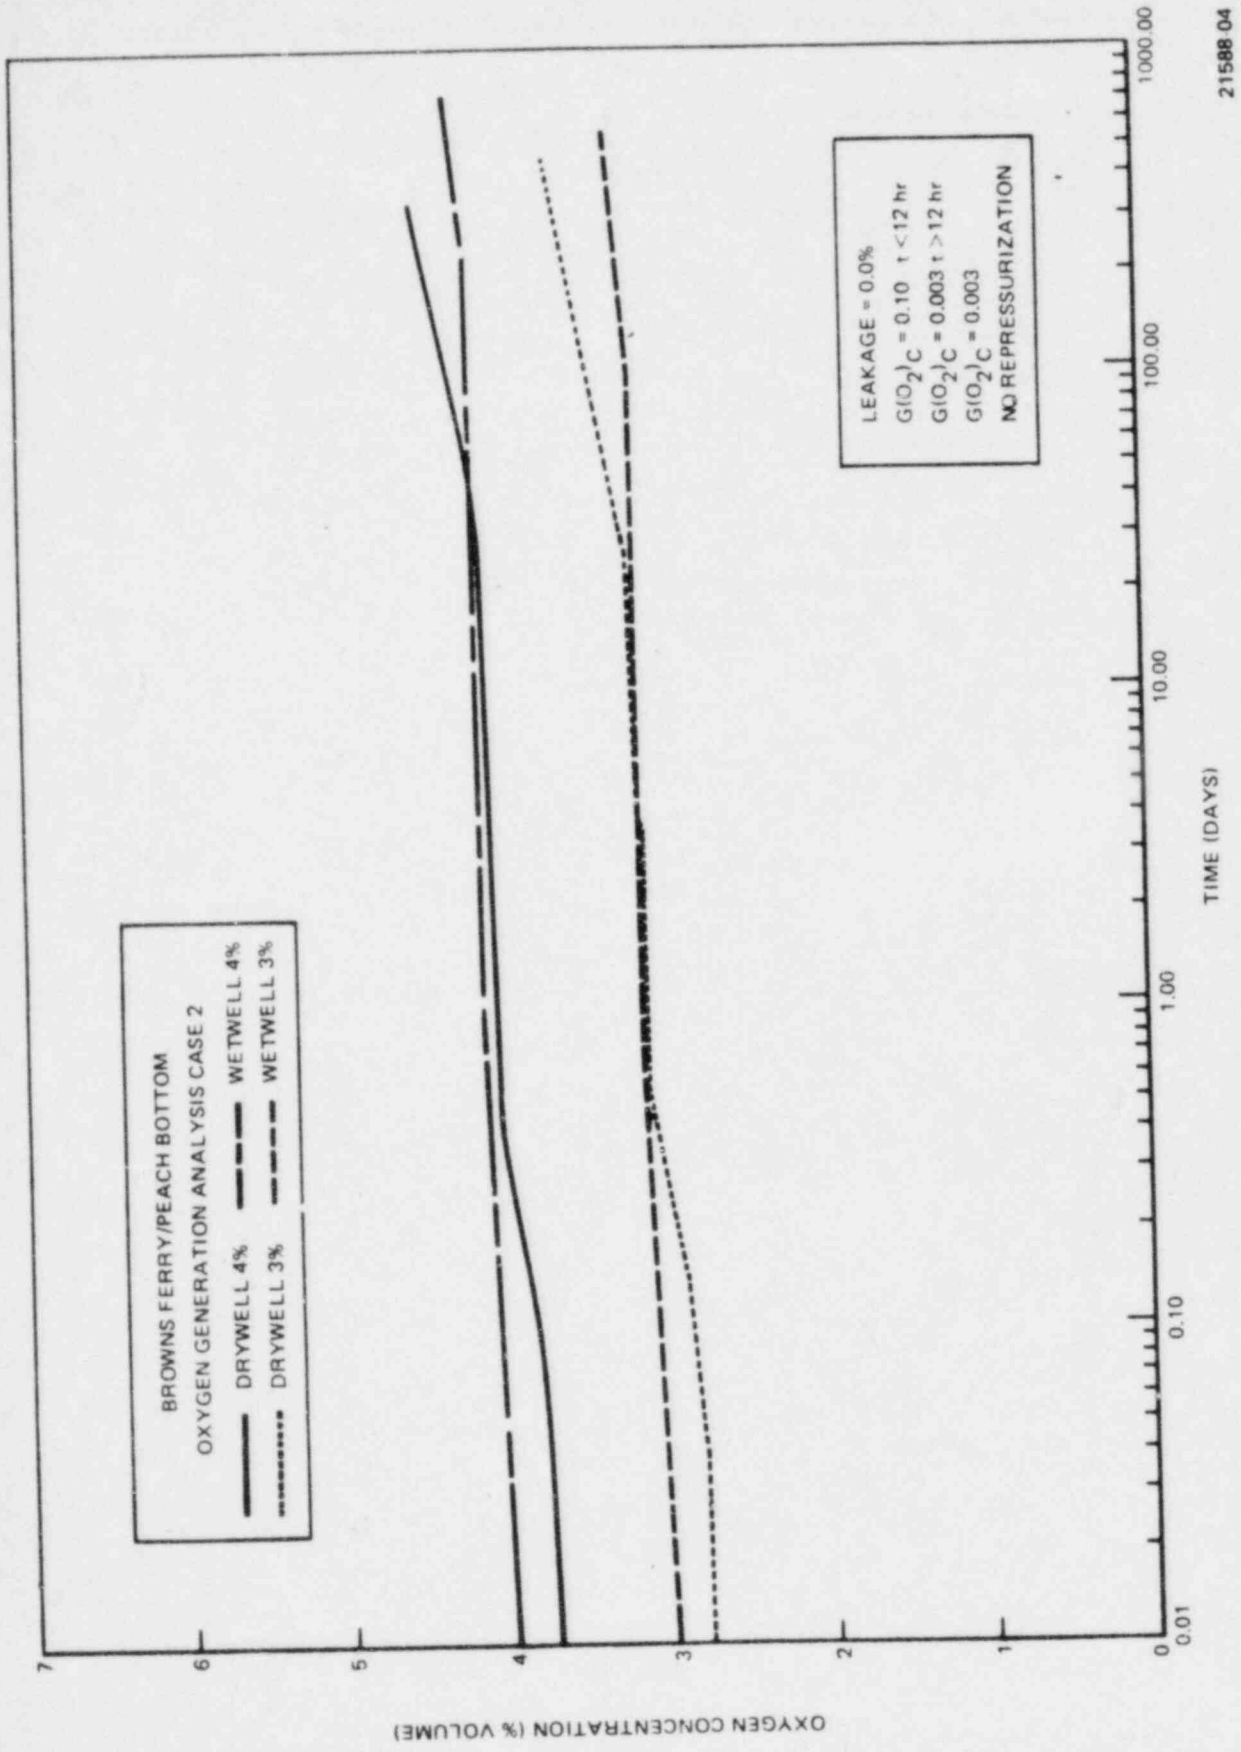 BROWNS FERRY/PEACH BOTTOM
OXYGEN GENERATION ANALYSIS CASE 2
DRYWELL 4% WETWELL 4%
DRYWELL 3% WETWELL 3%
LEAKAGE = 0.0%
G(O2)C = 0.10 t <12 hr
G(O2)C = 0.003 t >12 hr
G(O2)C = 0.003
NO REPRESSURIZATION
OXYGEN CONCENTRATION (% VOLUME)
7
6
5
4
3
2
1
0
0.01 0.10 1.00 10.00 100.00 1000.00
TIME (DAYS)
21588 04